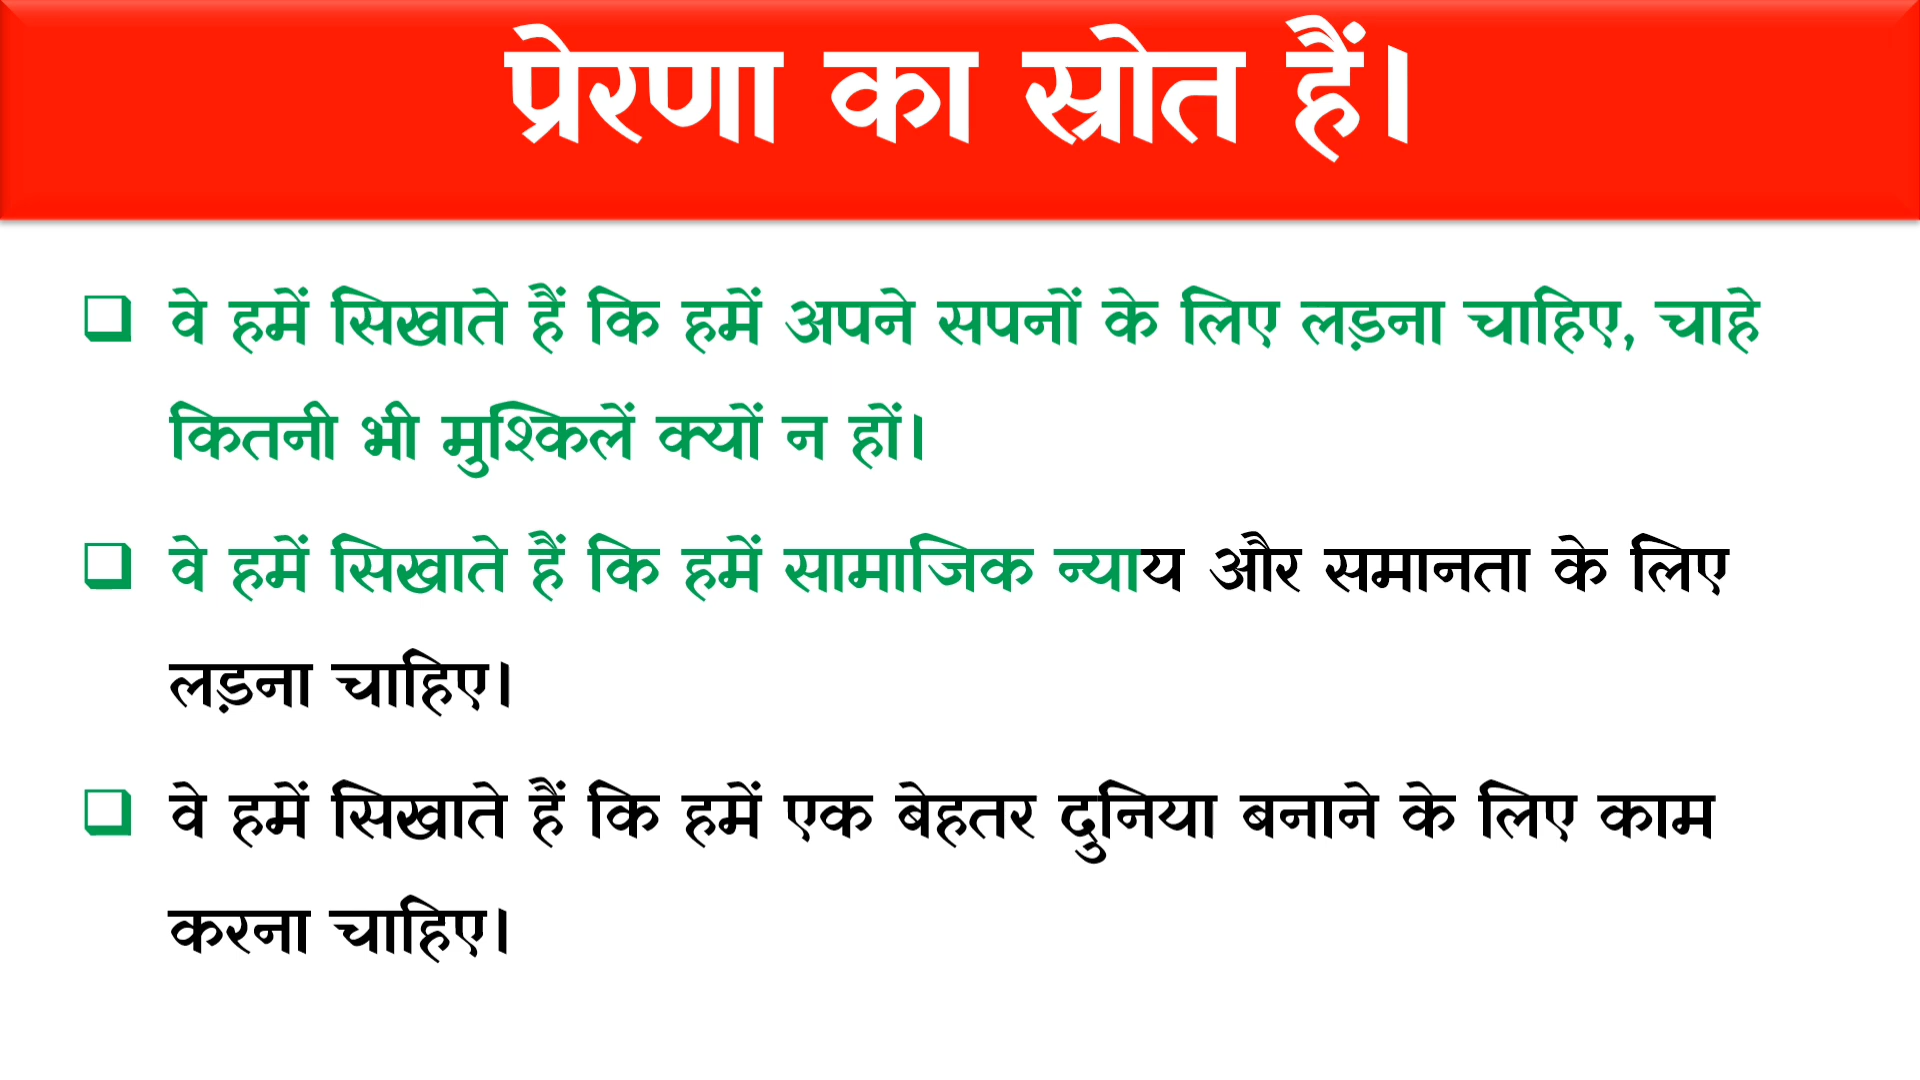 प्रेरणा का स्रोत हैं।
वे हमें सिखाते हैं कि हमें अपने सपनों के लिए लड़ना चाहिए, चाहे
कितनी भी मुश्किलें क्यों न हों।
वे हमें सिखाते हैं कि हमें सामाजिक न्याय और समानता के लिए
लड़ना चाहिए।
वे हमें सिखाते हैं कि हमें एक बेहतर दुनिया बनाने के लिए काम
करना चाहिए।